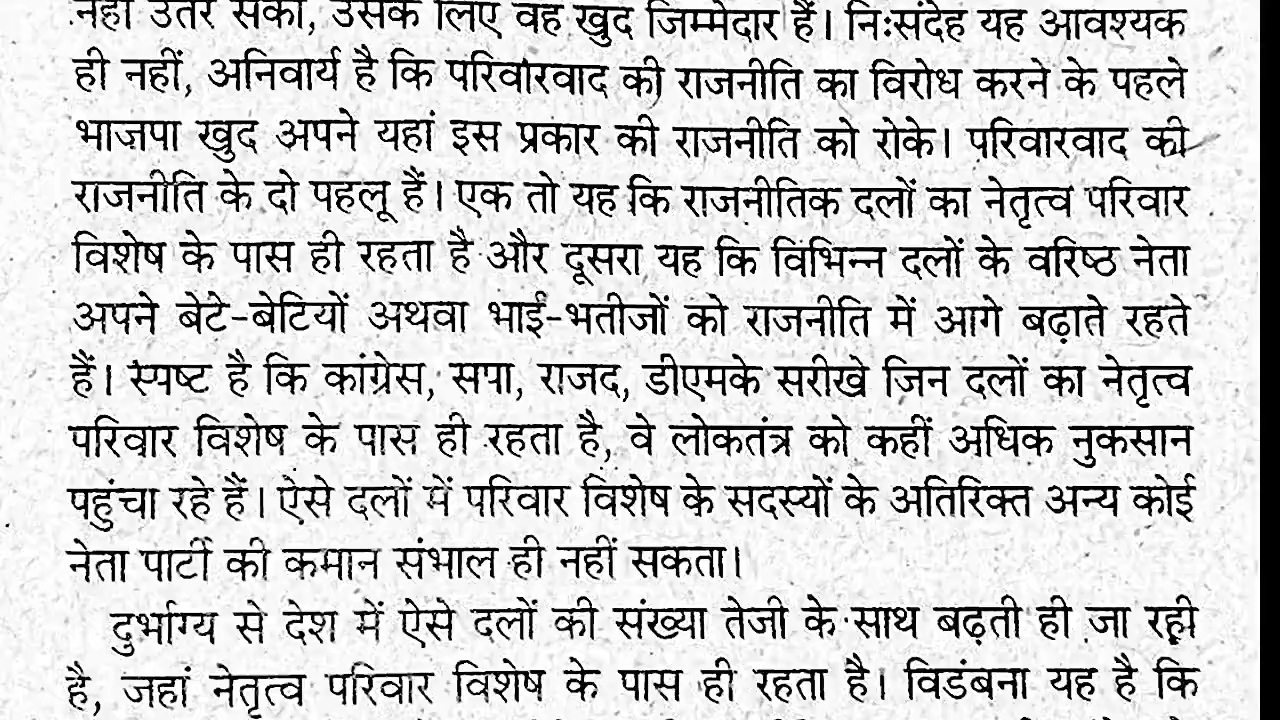 नहीं उतर सका, उसके लिए वह खुद जिम्मेदार हैं। निःसंदेह यह आवश्यक
ही नहीं, अनिवार्य है कि परिवारवाद की राजनीति का विरोध करने के पहले
भाजपा खुद अपने यहां इस प्रकार की राजनीति को रोके। परिवारवाद की
राजनीति के दो पहलू हैं। एक तो यह कि राजनीतिक दलों का नेतृत्व परिवार
विशेष के पास ही रहता है और दूसरा यह कि विभिन्न दलों के वरिष्ठ नेता
अपने बेटे-बेटियों अथवा भाई-भतीजों को राजनीति में आगे बढ़ाते रहते
हैं। स्पष्ट है कि कांग्रेस, सपा, राजद, डीएमके सरीखे जिन दलों का नेतृत्व
परिवार विशेष के पास ही रहता है, वे लोकतंत्र को कहीं अधिक नुकसान
पहुंचा रहे हैं। ऐसे दलों में परिवार विशेष के सदस्यों के अतिरिक्त अन्य कोई
नेता पार्टी की कमान संभाल ही नहीं सकता।
दुर्भाग्य से देश में ऐसे दलों की संख्या तेजी के साथ बढ़ती ही जा रही
है, जहां नेतृत्व परिवार विशेष के पास ही रहता है। विडंबना यह है कि